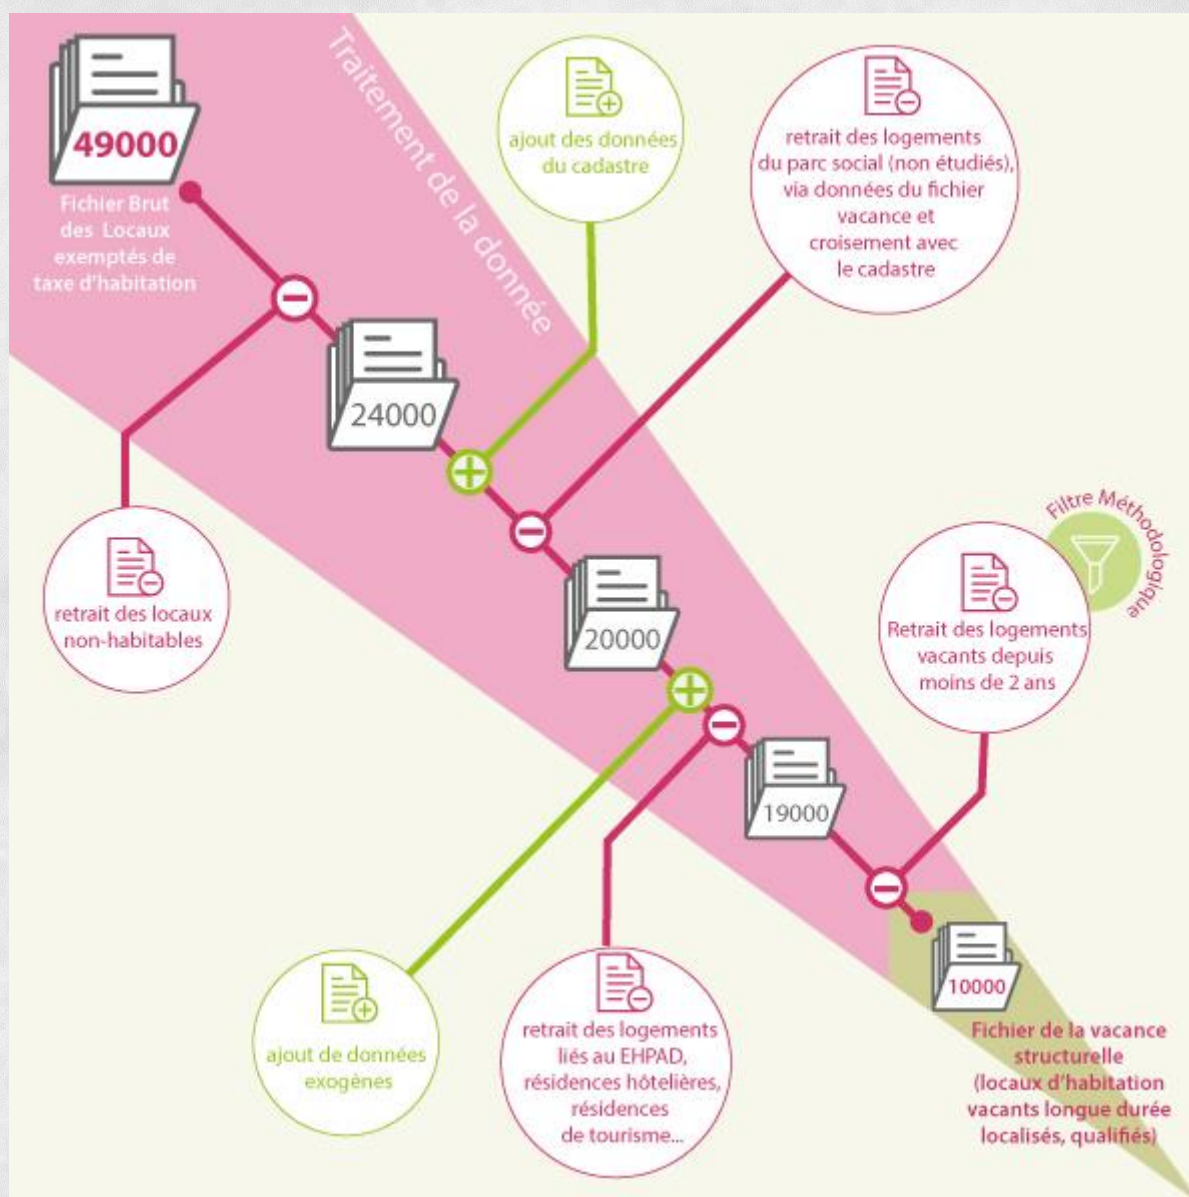 49000
Fichier Brut
des Locaux
exemptés de
taxe d'habitation
Traitement de la donnée
ajout des données
du cadastre
retrait des logements
du parc social (non étudiés),
via données du fichier
vacance et
croisement avec
le cadastre
24000
retrait des locaux
non-habitables
20000
Filtre Méthodologique
Retrait des logements
vacants depuis
moins de 2 ans
19000
ajout de données
exogènes
retrait des logements
liés au EHPAD,
résidences hôtelières,
résidences
de tourisme...
10000
Fichier de la vacance
structurelle
(locaux d'habitation
vacants longue durée
localisés, qualifiés)